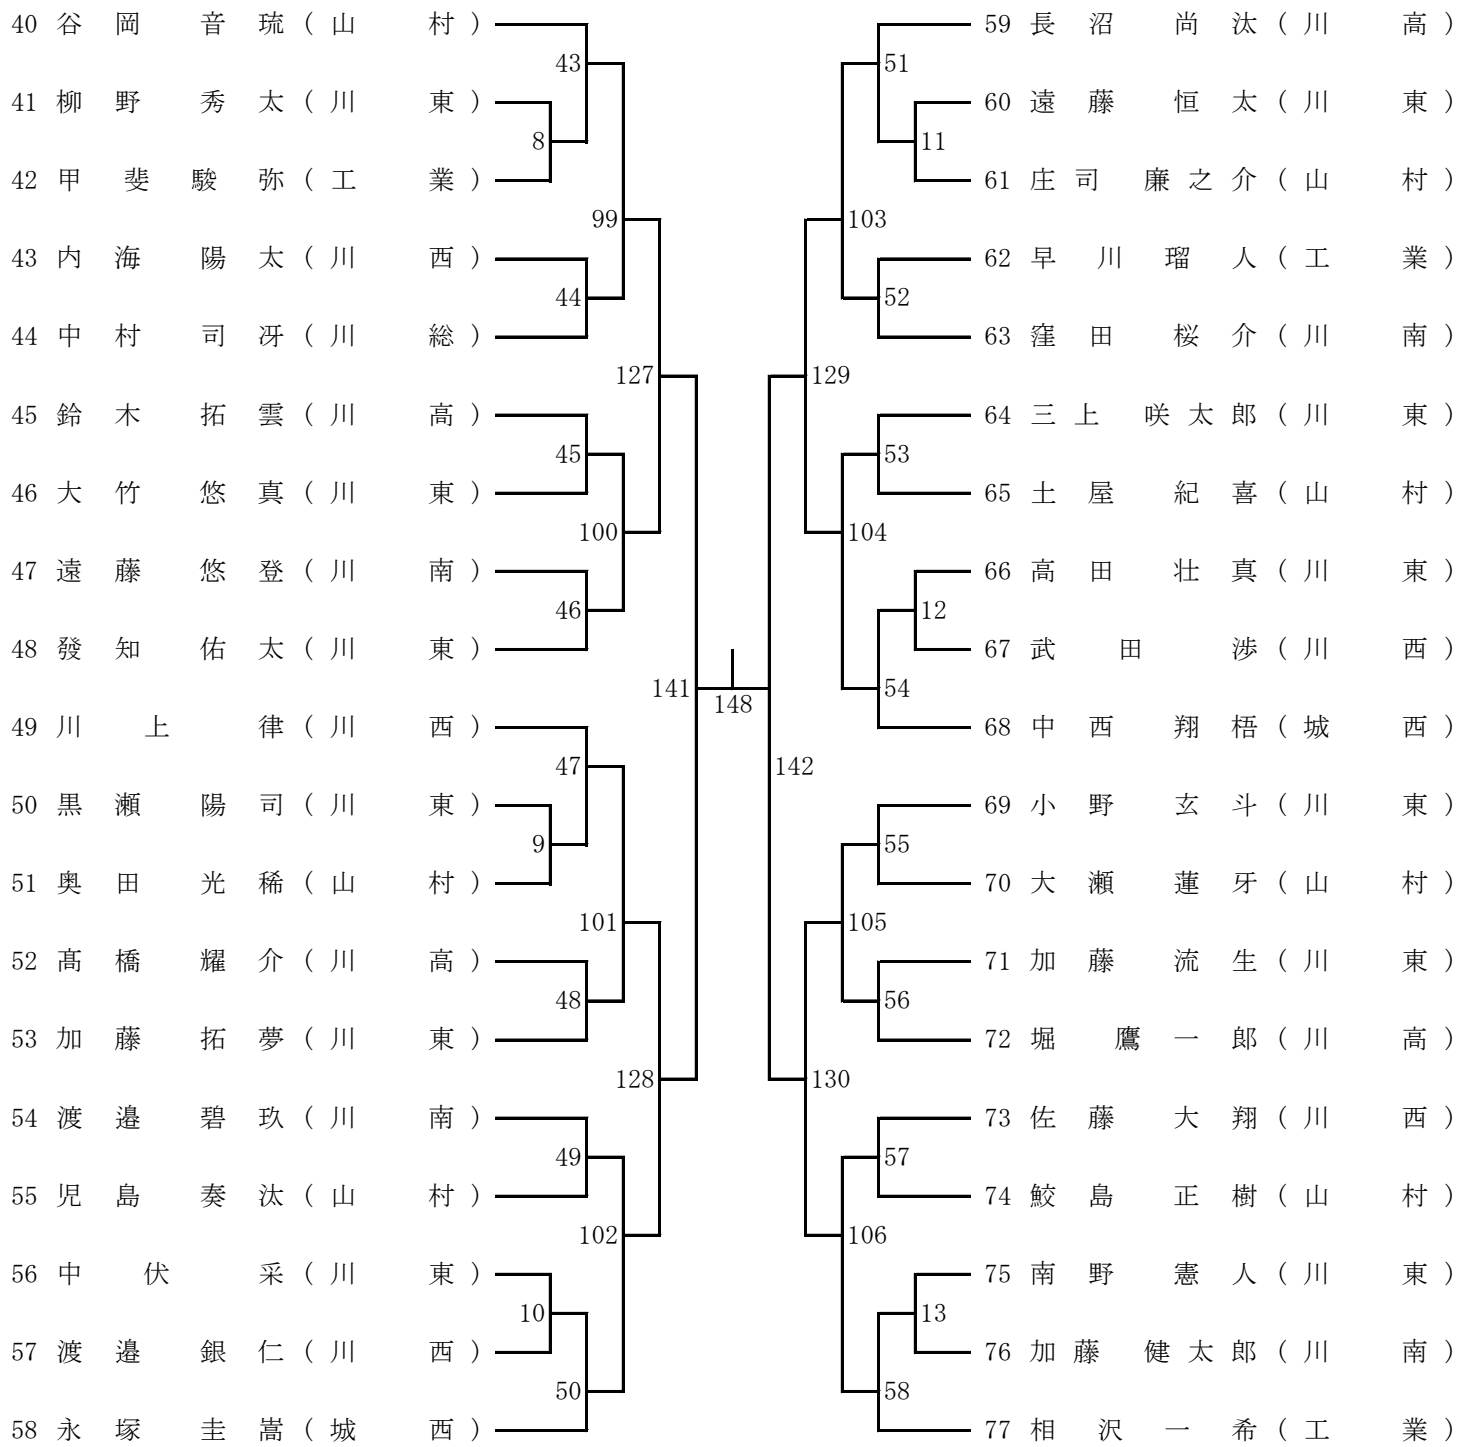 40 谷岡 音琉 (山村)
41 柳野 秀太 (川東)
42 甲斐 駿弥 (工業)
43 内海 陽太 (川西)
44 中村 司冴 (川総)
45 鈴木 拓雲 (川高)
46 大竹 悠真 (川東)
47 遠藤 悠登 (川南)
48 發知 佑太 (川東)
49 川上 律 (川西)
50 黒瀬 陽司 (川東)
51 奥田 光稀 (山村)
52 髙橋 耀介 (川高)
53 加藤 拓夢 (川東)
54 渡邉 碧玖 (川南)
55 児島 奏汰 (山村)
56 中伏 采 (川東)
57 渡邉 銀仁 (川西)
58 永塚 圭嵩 (城西)
43
8
99
44
127
45
100
46
141
47
9
101
48
128
49
102
10
50
148
51
11
103
52
129
53
104
12
54
142
55
105
56
130
57
106
13
58
59 長沼 尚汰 (川高)
60 遠藤 恒太 (川東)
61 庄司 廉之介 (山村)
62 早川 瑠人 (工業)
63 窪田 桜介 (川南)
64 三上 咲太郎 (川東)
65 土屋 紀喜 (山村)
66 高田 壮真 (川東)
67 武田 渉 (川西)
68 中西 翔梧 (城西)
69 小野 玄斗 (川東)
70 大瀬 蓮牙 (山村)
71 加藤 流生 (川東)
72 堀 鷹一郎 (川高)
73 佐藤 大翔 (川西)
74 鮫島 正樹 (山村)
75 南野 憲人 (川東)
76 加藤 健太郎 (川南)
77 相沢 一希 (工業)